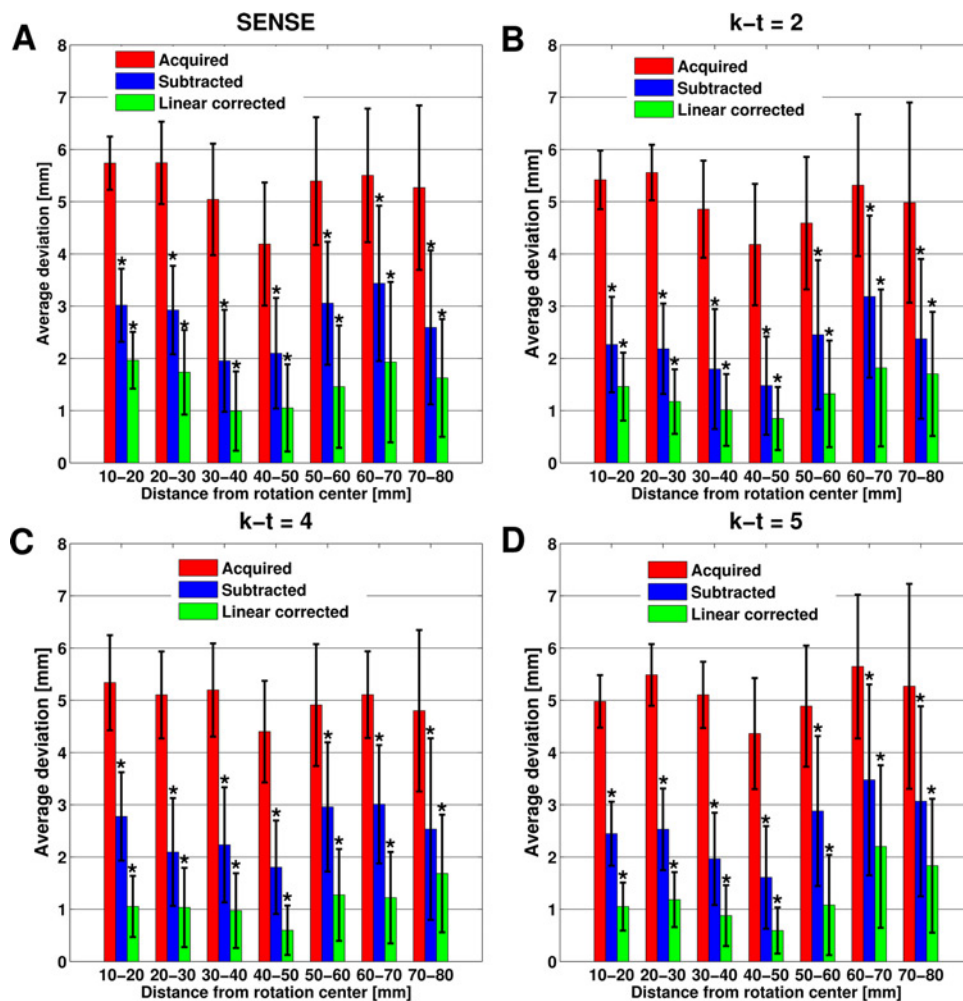 A
SENSE
Average deviation [mm]
8
7
6
5
4
3
2
1
0
Acquired
Subtracted
Linear corrected
* * * * * * * * * * * * * *
10-20 20-30 30-40 40-50 50-60 60-70 70-80
Distance from rotation center [mm]
B
k-t = 2
Average deviation [mm]
8
7
6
5
4
3
2
1
0
Acquired
Subtracted
Linear corrected
* * * * * * * * * * * * * *
10-20 20-30 30-40 40-50 50-60 60-70 70-80
Distance from rotation center [mm]
C
k-t = 4
Average deviation [mm]
8
7
6
5
4
3
2
1
0
Acquired
Subtracted
Linear corrected
* * * * * * * * * * * * * *
10-20 20-30 30-40 40-50 50-60 60-70 70-80
Distance from rotation center [mm]
D
k-t = 5
Average deviation [mm]
8
7
6
5
4
3
2
1
0
Acquired
Subtracted
Linear corrected
* * * * * * * * * * * * * *
10-20 20-30 30-40 40-50 50-60 60-70 70-80
Distance from rotation center [mm]